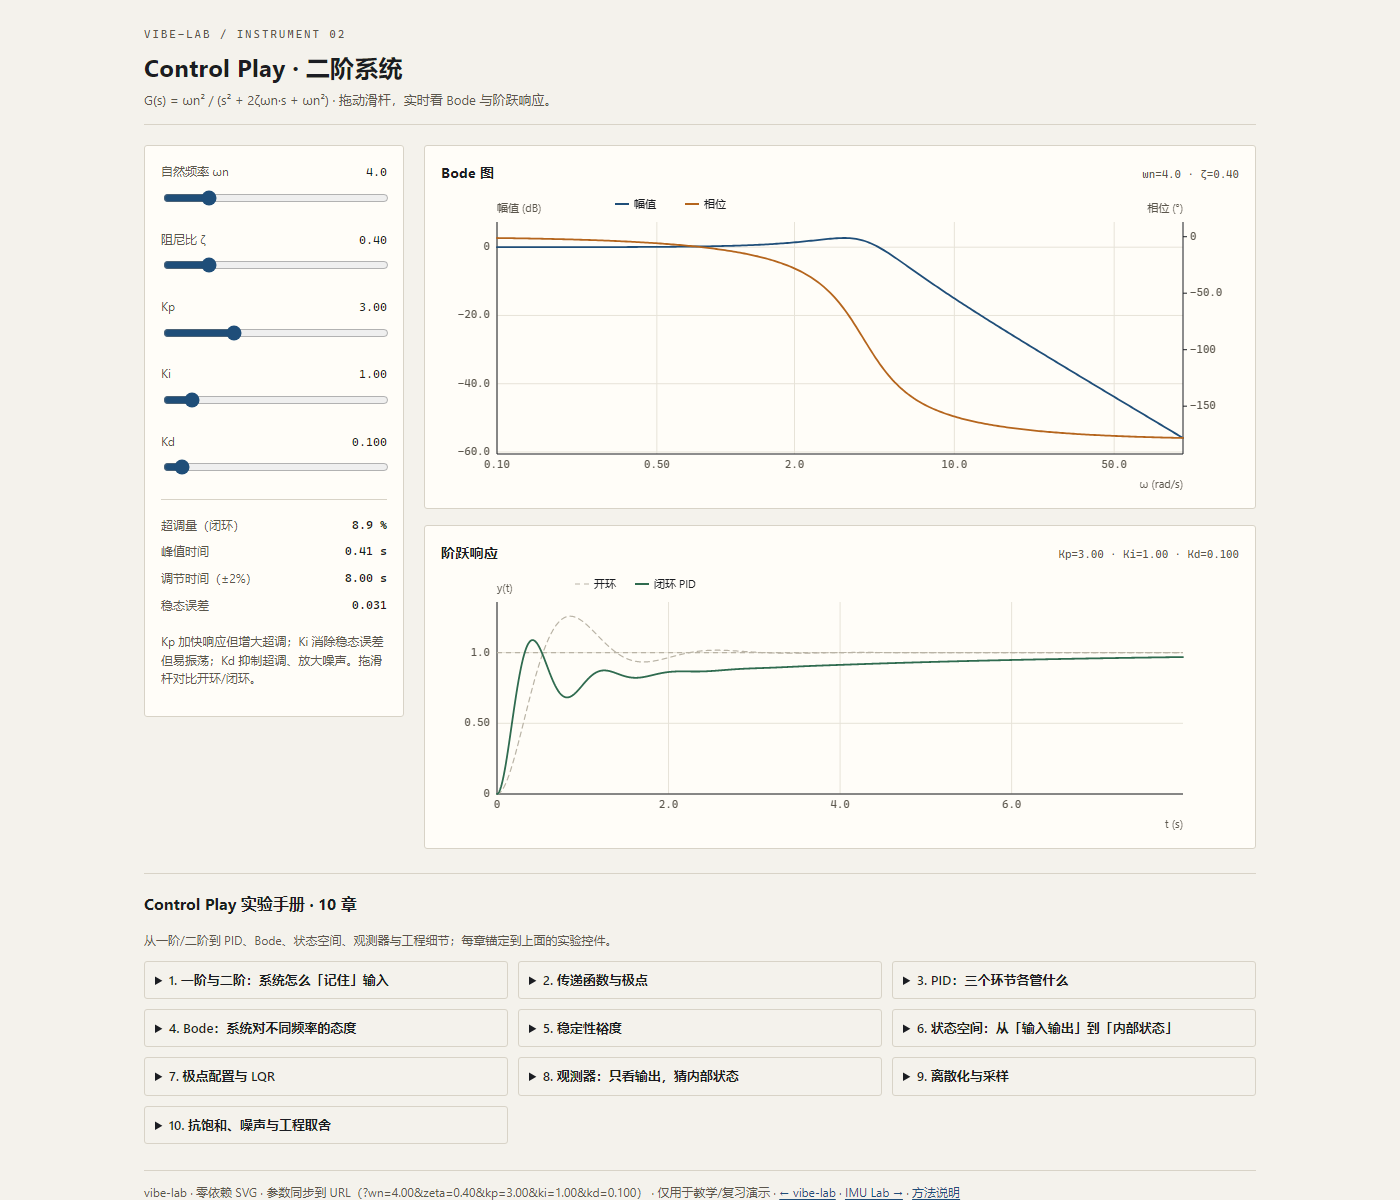 VIBE-LAB / INSTRUMENT 02
Control Play · 二阶系统
G(s) = ωn² / (s² + 2ζωn·s + ωn²) · 拖动滑杆，实时看 Bode 与阶跃响应。
自然频率 ωn 4.0
阻尼比 ζ 0.40
Kp 3.00
Ki 1.00
Kd 0.100
超调量（闭环） 8.9 %
峰值时间 0.41 s
调节时间（±2%） 8.00 s
稳态误差 0.031
Kp 加快响应但增大超调；Ki 消除稳态误差
但易振荡；Kd 抑制超调、放大噪声。拖滑
杆对比开环/闭环。
Bode 图 ωn=4.0 · ζ=0.40
幅值 (dB) 幅值 相位 相位 (°)
0
−20.0
−40.0
−60.0
0
−50.0
−100
−150
0.10 0.50 2.0 10.0 50.0
ω (rad/s)
阶跃响应 Kp=3.00 · Ki=1.00 · Kd=0.100
y(t) 开环 闭环 PID
1.0
0.50
0
0 2.0 4.0 6.0
t (s)
Control Play 实验手册 · 10 章
从一阶/二阶到 PID、Bode、状态空间、观测器与工程细节；每章锚定到上面的实验控件。
▶ 1. 一阶与二阶：系统怎么「记住」输入
▶ 2. 传递函数与极点
▶ 3. PID：三个环节各管什么
▶ 4. Bode：系统对不同频率的态度
▶ 5. 稳定性裕度
▶ 6. 状态空间：从「输入输出」到「内部状态」
▶ 7. 极点配置与 LQR
▶ 8. 观测器：只看输出，猜内部状态
▶ 9. 离散化与采样
▶ 10. 抗饱和、噪声与工程取舍
vibe-lab · 零依赖 SVG · 参数同步到 URL（?wn=4.00&zeta=0.40&kp=3.00&ki=1.00&kd=0.100） · 仅用于教学/复习演示 · ← vibe-lab · IMU Lab → · 方法说明